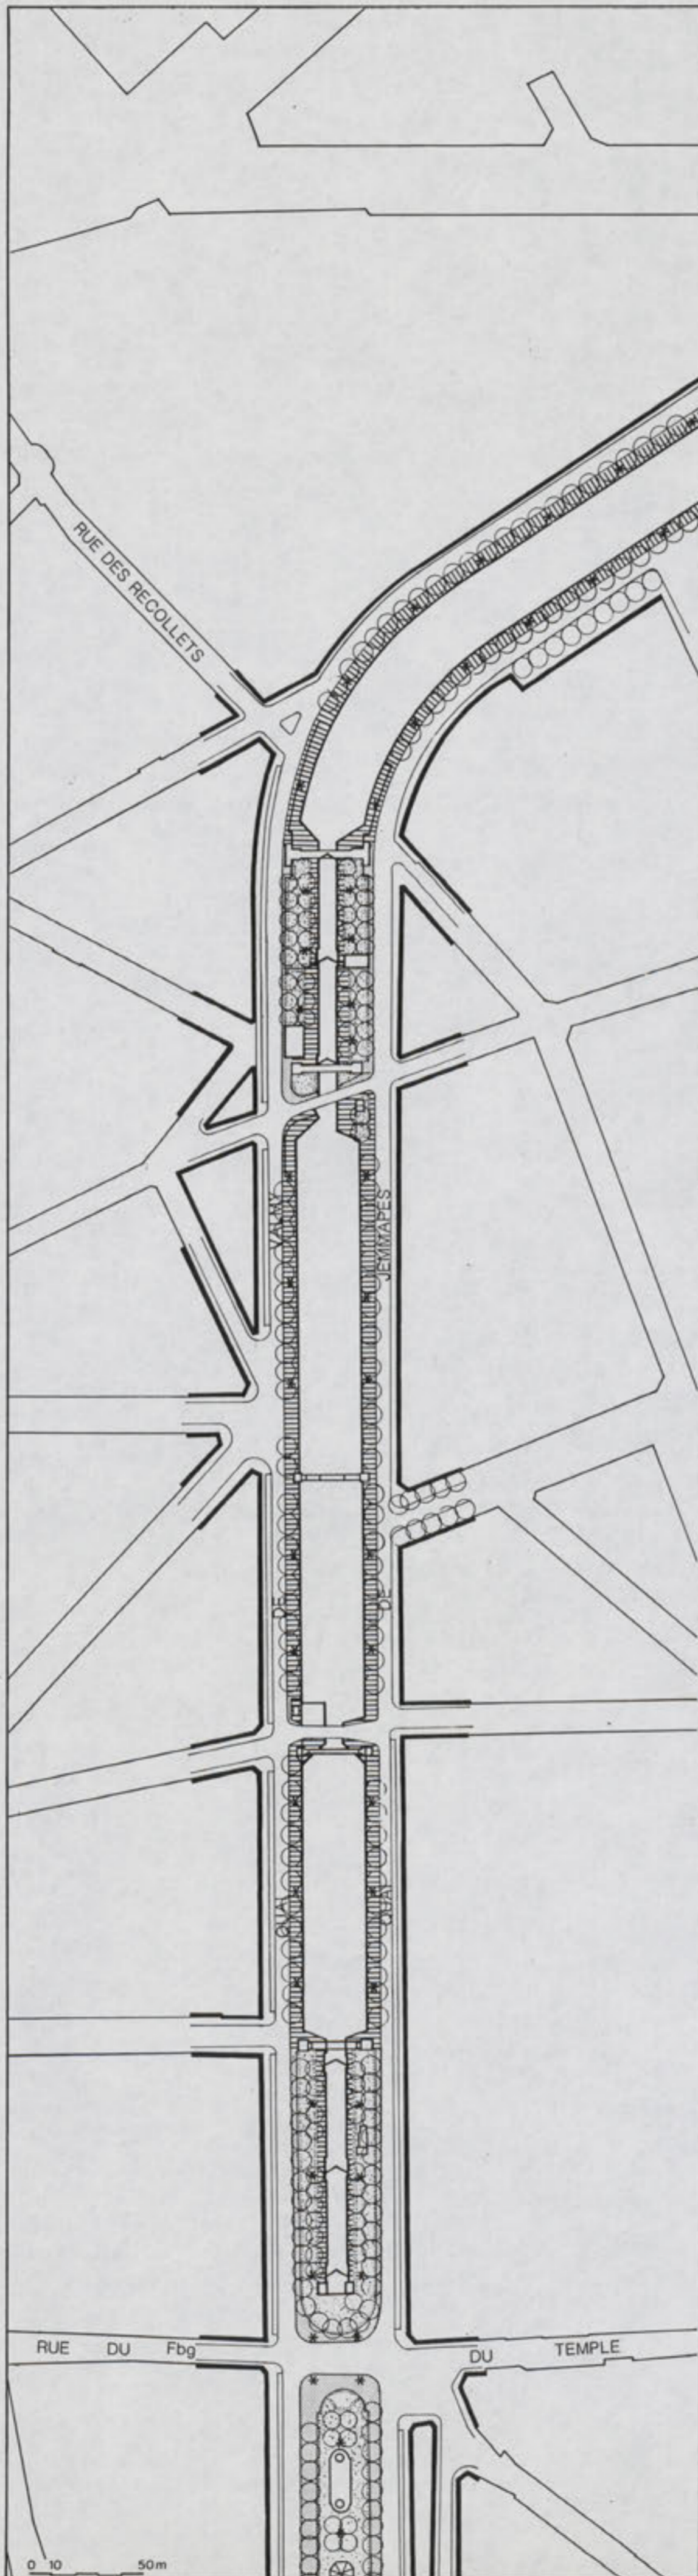 RUE DES RECOLLETS
VALMY
JEMMAPES
DE
DE
QUAI
QUAI
RUE DU Fbg
DU TEMPLE
0 10 50m